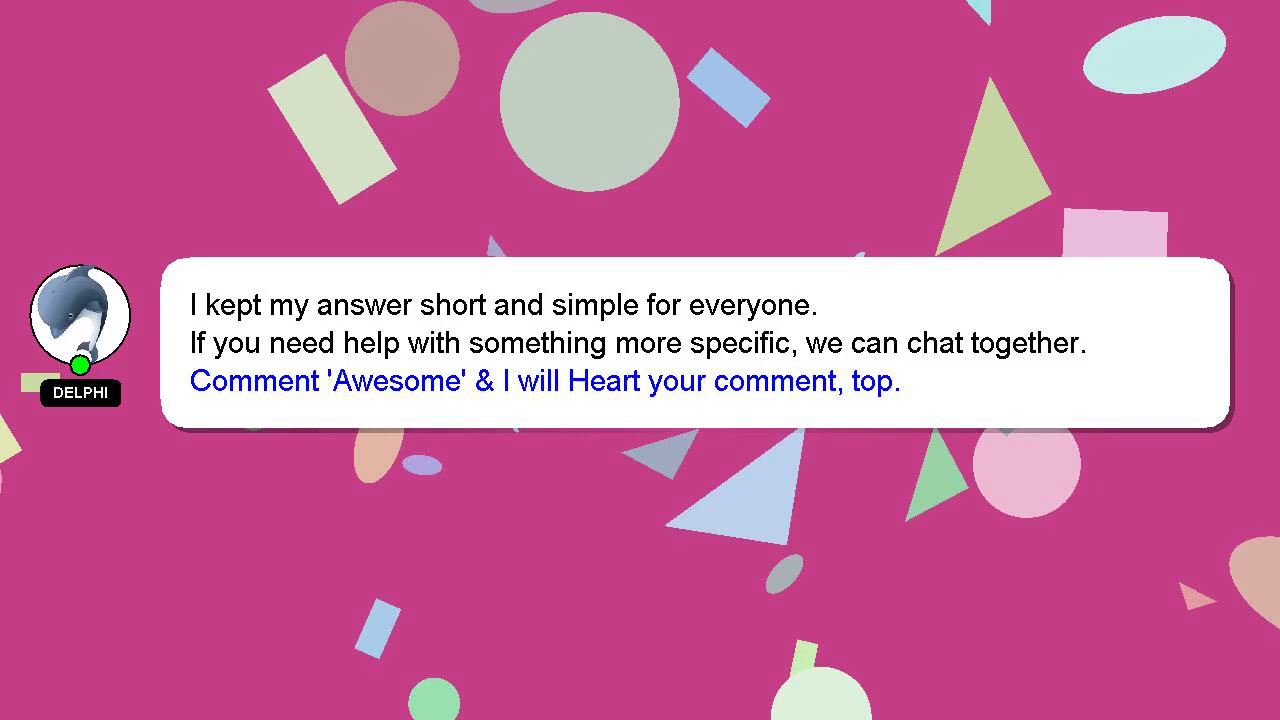 I kept my answer short and simple for everyone.
If you need help with something more specific, we can chat together.
Comment 'Awesome' & I will Heart your comment, top.
DELPHI